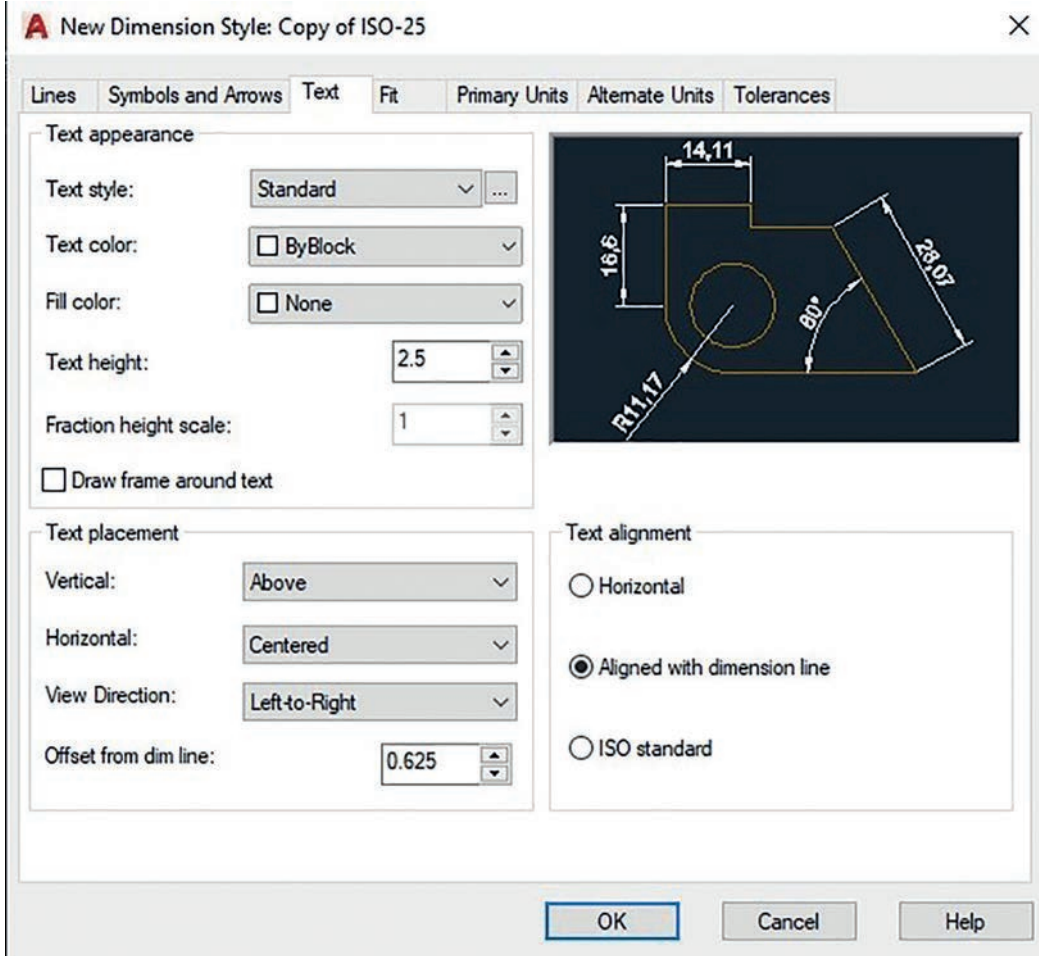 New Dimension Style: Copy of ISO-25
Lines Symbols and Arrows Text Fit Primary Units Alternate Units Tolerances
Text appearance
Text style: Standard ...
Text color: ByBlock
Fill color: None
Text height: 2.5
Fraction height scale: 1
Draw frame around text
14,11
16,6
28,07
80°
R11,17
Text placement
Vertical: Above
Horizontal: Centered
View Direction: Left-to-Right
Offset from dim line: 0.625
Text alignment
Horizontal
Aligned with dimension line
ISO standard
OK Cancel Help